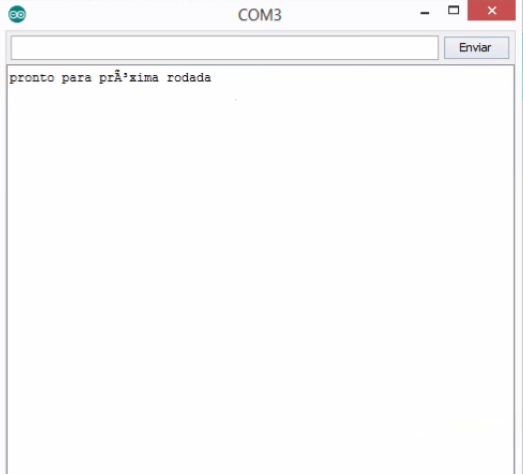 COM3
Enviar
pronto para prÃ³xima rodada